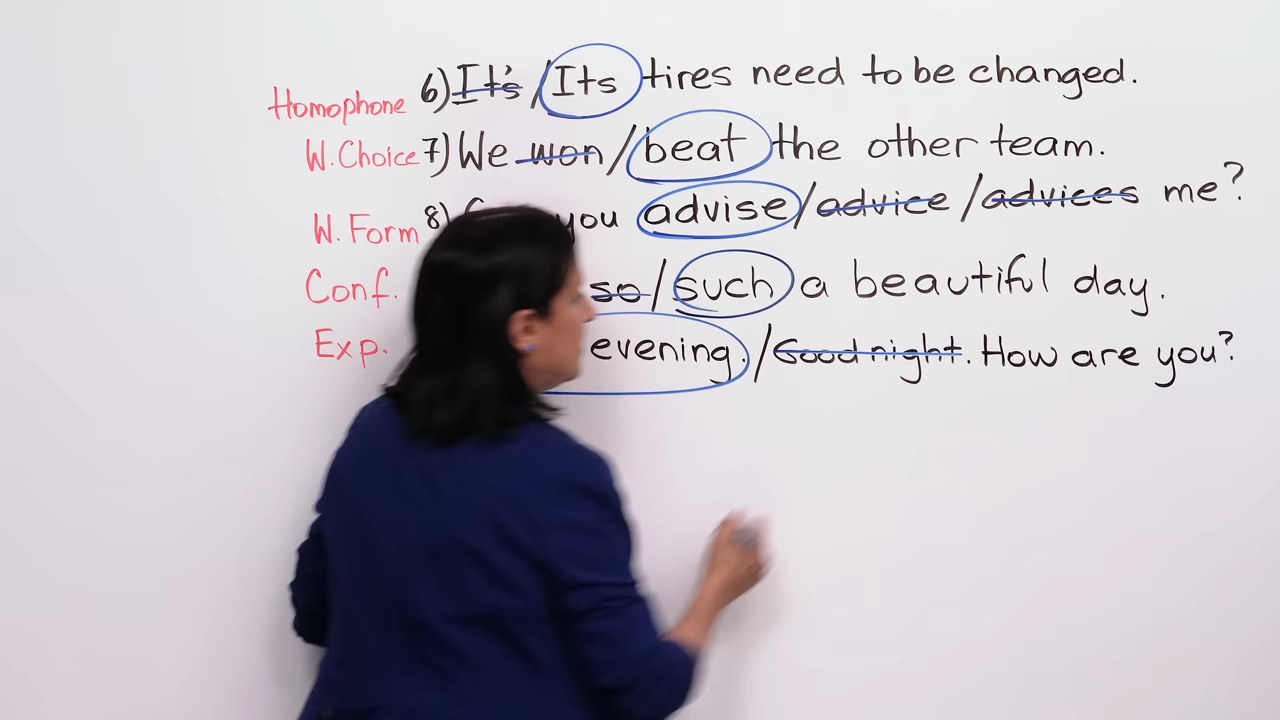 Homophone 6) It's / Its tires need to be changed.
W. Choice 7) We won / beat the other team.
W. Form 8) you advise / advice / advices me?
Conf. so / such a beautiful day.
Exp. evening. / Good night. How are you?